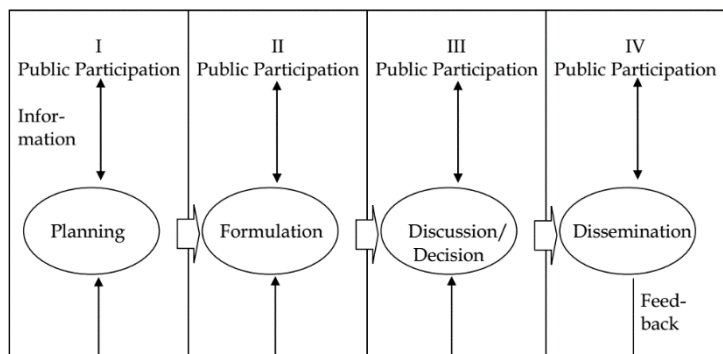 I
Public Participation
Infor-
mation
Planning
II
Public Participation
Formulation
III
Public Participation
Discussion/
Decision
IV
Public Participation
Dissemination
Feed-
back